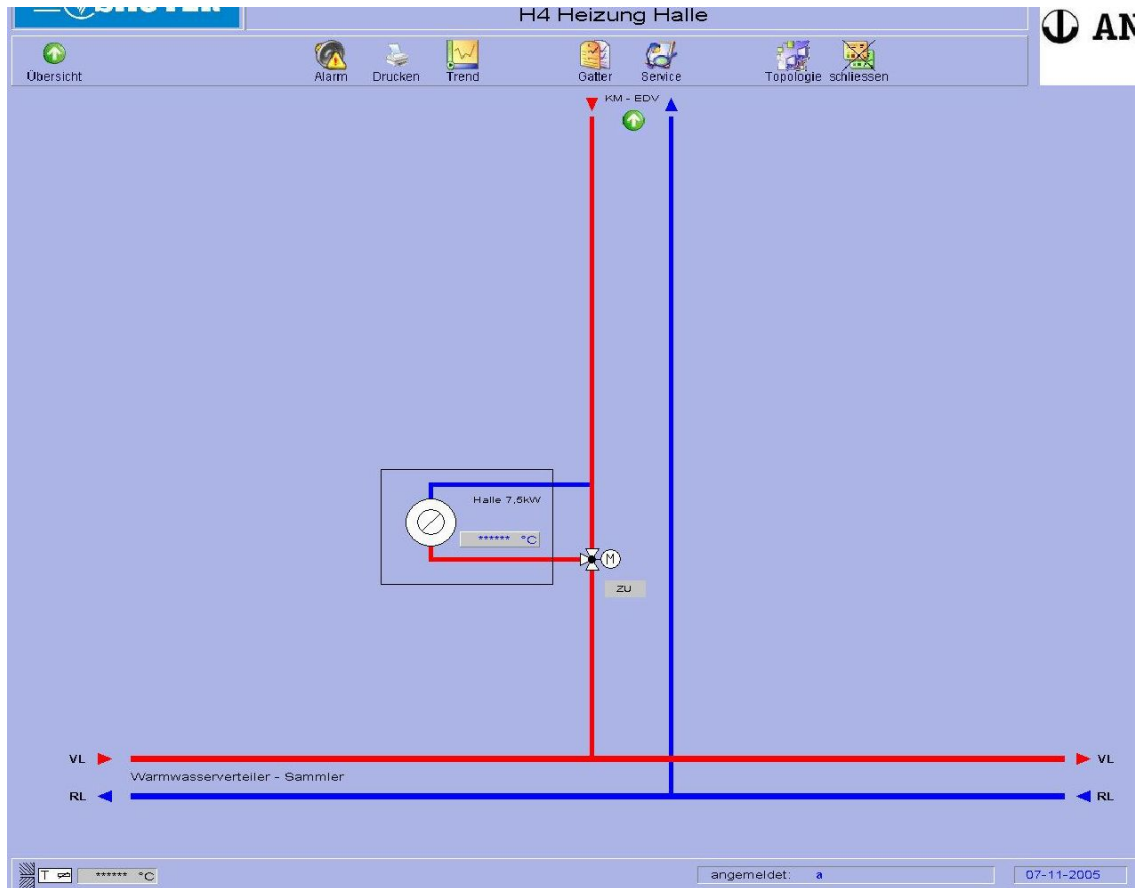 H4 Heizung Halle
AN
Übersicht
Alarm
Drucken
Trend
Gatter
Service
Topologie
schliessen
KM - EDV
Halle 7,5kW
****** °C
M
ZU
VL
VL
Warmwasserverteiler - Sammler
RL
RL
T
****** °C
angemeldet: a
07-11-2005